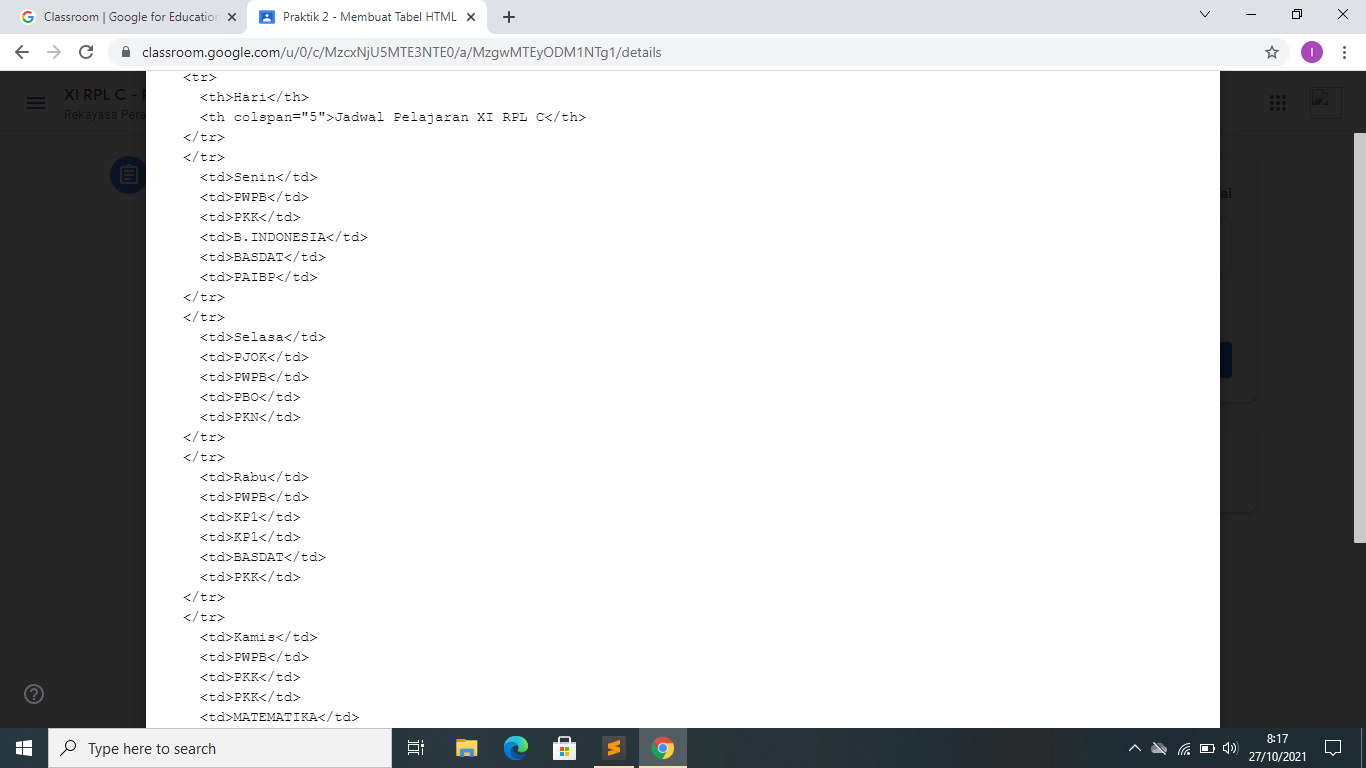 Classroom | Google for Education
Praktik 2 - Membuat Tabel HTML
classroom.google.com/u/0/c/MzcxNjU5MTE3NTE0/a/MzgwMTEyODM1NTg1/details
I
XI RPL C -
Rekayasa Pera
ai
<tr>
<th>Hari</th>
<th colspan="5">Jadwal Pelajaran XI RPL C</th>
</tr>
</tr>
<td>Senin</td>
<td>PWPB</td>
<td>PKK</td>
<td>B.INDONESIA</td>
<td>BASDAT</td>
<td>PAIBP</td>
</tr>
</tr>
<td>Selasa</td>
<td>PJOK</td>
<td>PWPB</td>
<td>PBO</td>
<td>PKN</td>
</tr>
</tr>
<td>Rabu</td>
<td>PWPB</td>
<td>KP1</td>
<td>KP1</td>
<td>BASDAT</td>
<td>PKK</td>
</tr>
</tr>
<td>Kamis</td>
<td>PWPB</td>
<td>PKK</td>
<td>PKK</td>
<td>MATEMATIKA</td>
Type here to search
8:17
27/10/2021